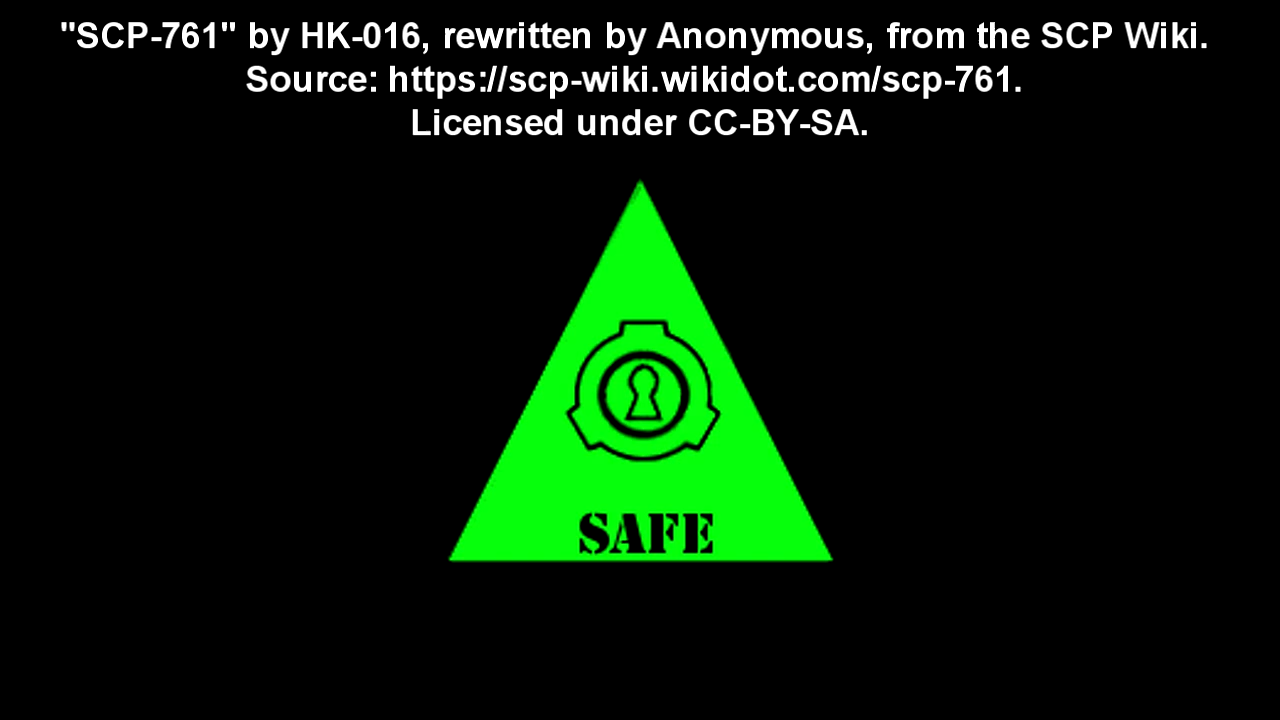 "SCP-761" by HK-016, rewritten by Anonymous, from the SCP Wiki.
Source: https://scp-wiki.wikidot.com/scp-761.
Licensed under CC-BY-SA.
SAFE